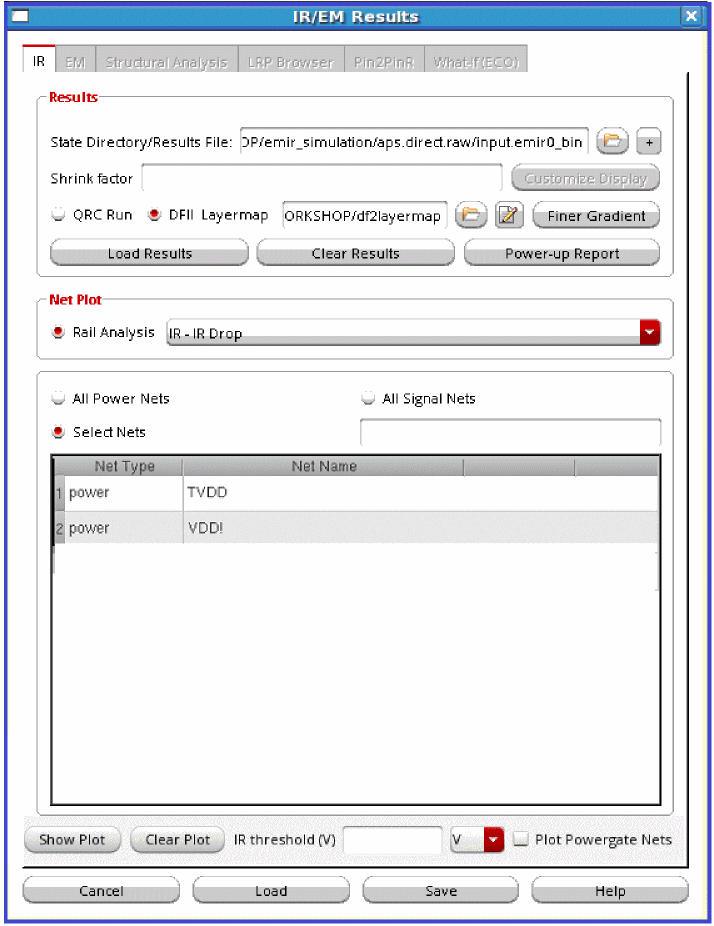 IR/EM Results
IR EM Structural Analysis LRP Browser Pin2PinR What-If(ECO)
Results
State Directory/Results File: OP/emir_simulation/aps.direct.raw/input.emir0_bin +
Shrink factor Customize Display
QRC Run DFII Layermap ORKSHOP/df2layermap Finer Gradient
Load Results Clear Results Power-up Report
Net Plot
Rail Analysis IR - IR Drop
All Power Nets All Signal Nets
Select Nets
Net Type Net Name
1 power TVDD
2 power VDD!
Show Plot Clear Plot IR threshold (V) V Plot Powergate Nets
Cancel Load Save Help